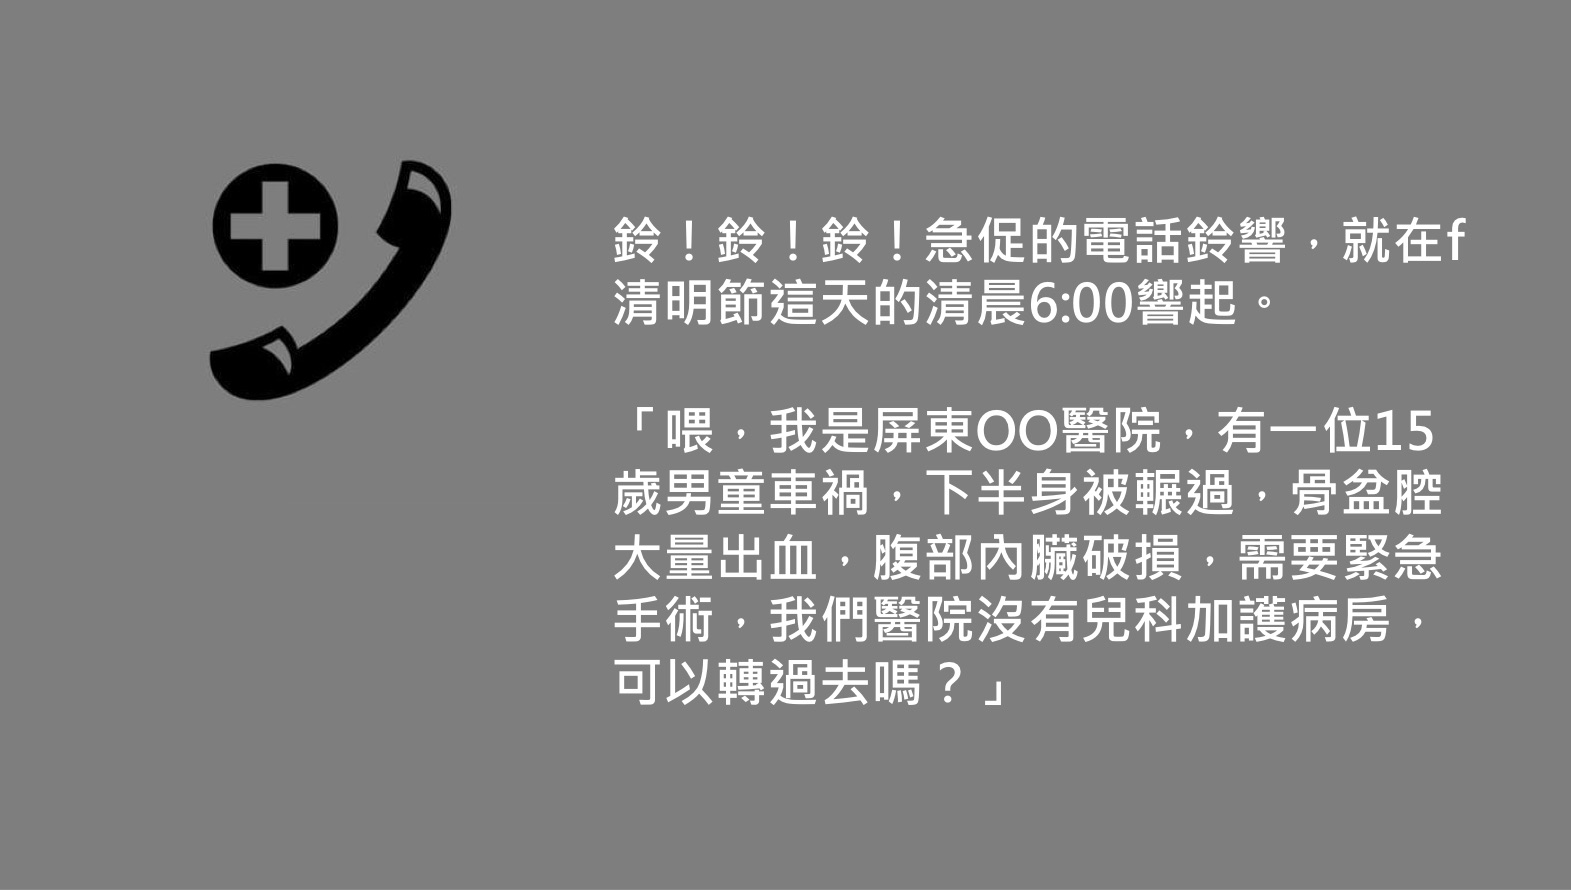 鈴！鈴！鈴！急促的電話鈴響，就在f
清明節這天的清晨6:00響起。
「喂，我是屏東OO醫院，有一位15
歲男童車禍，下半身被輾過，骨盆腔
大量出血，腹部內臟破損，需要緊急
手術，我們醫院沒有兒科加護病房，
可以轉過去嗎？」